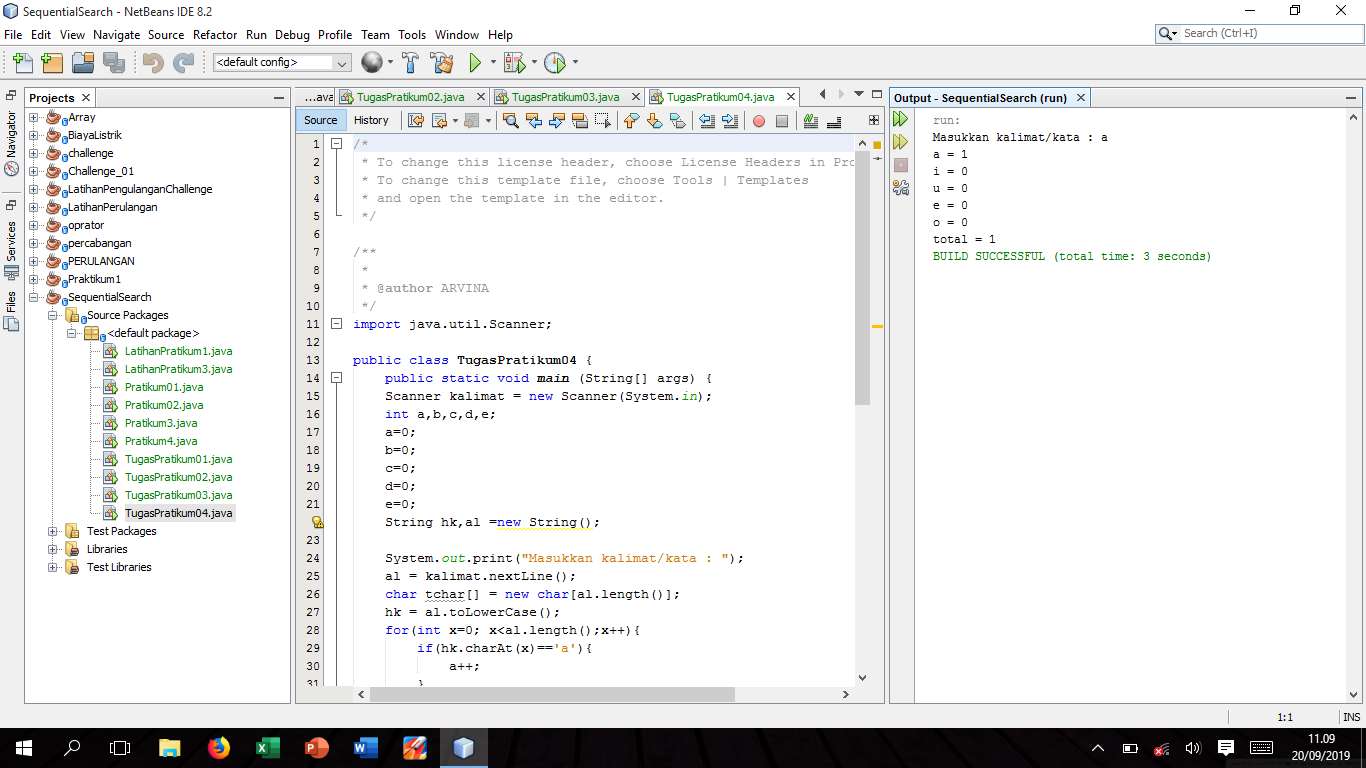 SequentialSearch - NetBeans IDE 8.2
File Edit View Navigate Source Refactor Run Debug Profile Team Tools Window Help
Search (Ctrl+I)
<default config>
Navigator
Services
Files
Projects
Array
BiayaListrik
challenge
Challenge_01
LatihanPengulanganChallenge
LatihanPerulangan
oprator
percabangan
PERULANGAN
Praktikum1
SequentialSearch
Source Packages
<default package>
LatihanPratikum1.java
LatihanPratikum3.java
Pratikum01.java
Pratikum02.java
Pratikum3.java
Pratikum4.java
TugasPratikum01.java
TugasPratikum02.java
TugasPratikum03.java
TugasPratikum04.java
Test Packages
Libraries
Test Libraries
...ava TugasPratikum02.java TugasPratikum03.java TugasPratikum04.java
Source History
1 /*
2 * To change this license header, choose License Headers in Pro
3 * To change this template file, choose Tools | Templates
4 * and open the template in the editor.
5 */
6
7 /**
8 *
9 * @author ARVINA
10 */
11 import java.util.Scanner;
12
13 public class TugasPratikum04 {
14 public static void main (String[] args) {
15 Scanner kalimat = new Scanner(System.in);
16 int a,b,c,d,e;
17 a=0;
18 b=0;
19 c=0;
20 d=0;
21 e=0;
String hk,al =new String();
23
24 System.out.print("Masukkan kalimat/kata : ");
25 al = kalimat.nextLine();
26 char tchar[] = new char[al.length()];
27 hk = al.toLowerCase();
28 for(int x=0; x<al.length();x++){
29 if(hk.charAt(x)=='a'){
30 a++;
31 }
Output - SequentialSearch (run)
run:
Masukkan kalimat/kata : a
a = 1
i = 0
u = 0
e = 0
o = 0
total = 1
BUILD SUCCESSFUL (total time: 3 seconds)
1:1 INS
11.09
20/09/2019